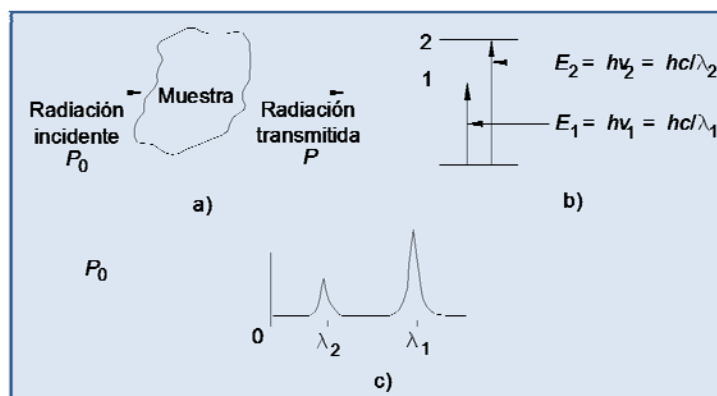 Radiación
incidente
P₀
Muestra
Radiación
transmitida
P
a)
2
1
E₂ = hν₂ = hc/λ₂
E₁ = hν₁ = hc/λ₁
b)
P₀
0
λ₂
λ₁
c)